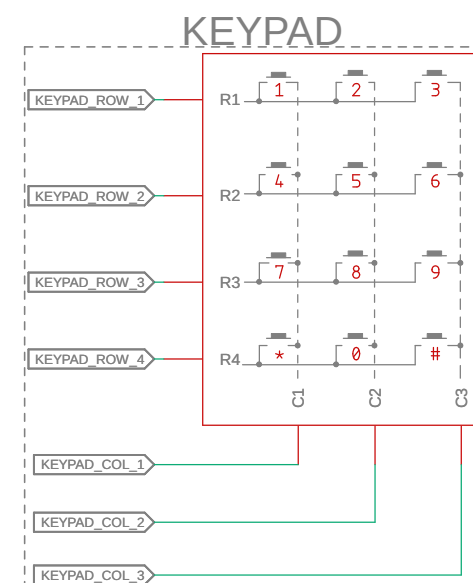 KEYPAD
KEYPAD_ROW_1
R1
1 2 3
KEYPAD_ROW_2
R2
4 5 6
KEYPAD_ROW_3
R3
7 8 9
KEYPAD_ROW_4
R4
* 0 #
C1 C2 C3
KEYPAD_COL_1
KEYPAD_COL_2
KEYPAD_COL_3